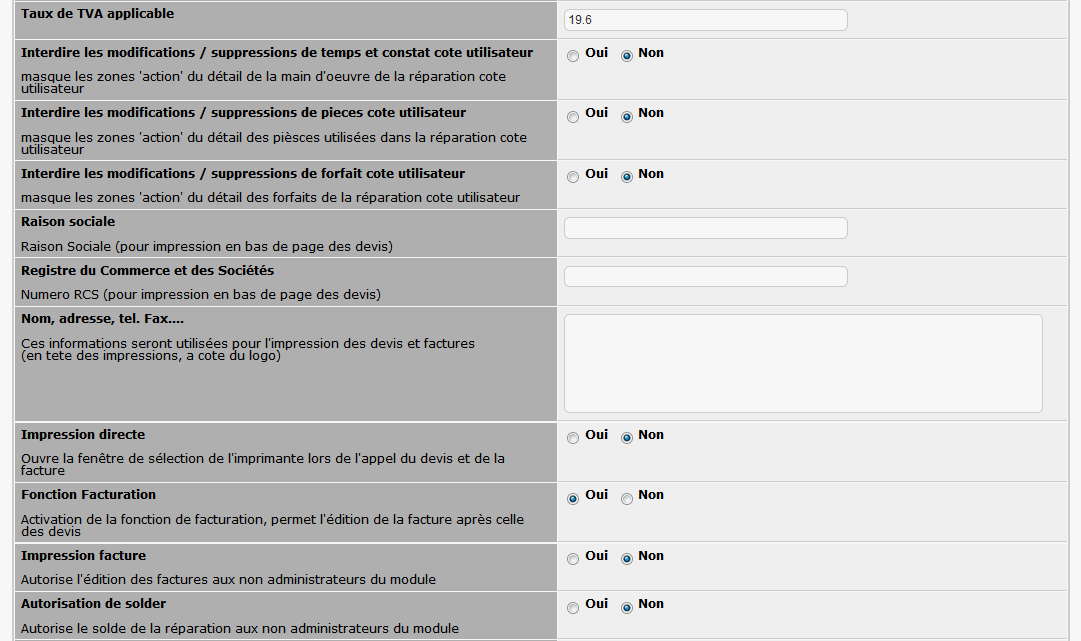 Taux de TVA applicable
19.6
Interdire les modifications / suppressions de temps et constat cote utilisateur
Oui Non
masque les zones 'action' du détail de la main d'oeuvre de la réparation cote
utilisateur
Interdire les modifications / suppressions de pieces cote utilisateur
Oui Non
masque les zones 'action' du détail des pièsces utilisées dans la réparation cote
utilisateur
Interdire les modifications / suppressions de forfait cote utilisateur
Oui Non
masque les zones 'action' du détail des forfaits de la réparation cote utilisateur
Raison sociale
Raison Sociale (pour impression en bas de page des devis)
Registre du Commerce et des Sociétés
Numero RCS (pour impression en bas de page des devis)
Nom, adresse, tel. Fax....
Ces informations seront utilisées pour l'impression des devis et factures
(en tete des impressions, a cote du logo)
Impression directe
Oui Non
Ouvre la fenêtre de sélection de l'imprimante lors de l'appel du devis et de la
facture
Fonction Facturation
Oui Non
Activation de la fonction de facturation, permet l'édition de la facture après celle
des devis
Impression facture
Oui Non
Autorise l'édition des factures aux non administrateurs du module
Autorisation de solder
Oui Non
Autorise le solde de la réparation aux non administrateurs du module